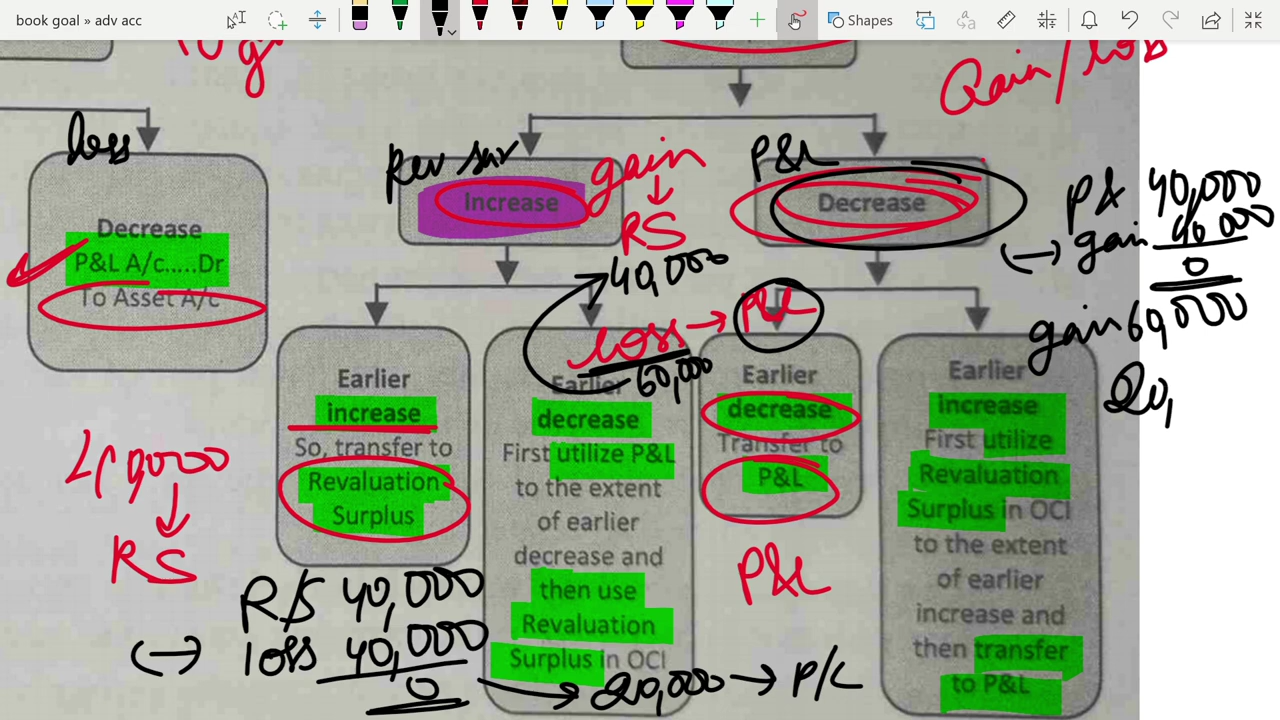 book goal » adv acc
Shapes
10 g
Gain/loss
loss
Decrease
P&L A/c.....Dr
To Asset A/c
Rev sur
Increase
gain
RS
40,000
P&L
Decrease
P& 40,000
(-) gain 40 000
0
gain 60,000
20,
loss → P&L
60,000
Earlier
increase
So, transfer to
Revaluation
Surplus
Earlier
decrease
First utilize P&L
to the extent
of earlier
decrease and
then use
Revaluation
Surplus in OCI
Earlier
decrease
Transfer to
P&L
P&L
Earlier
Increase
First utilize
Revaluation
Surplus in OCI
to the extent
of earlier
increase and
then transfer
to P&L
40,000
RS
R/S 40,000
(-) loss 40,000
0
20,000 → P/L